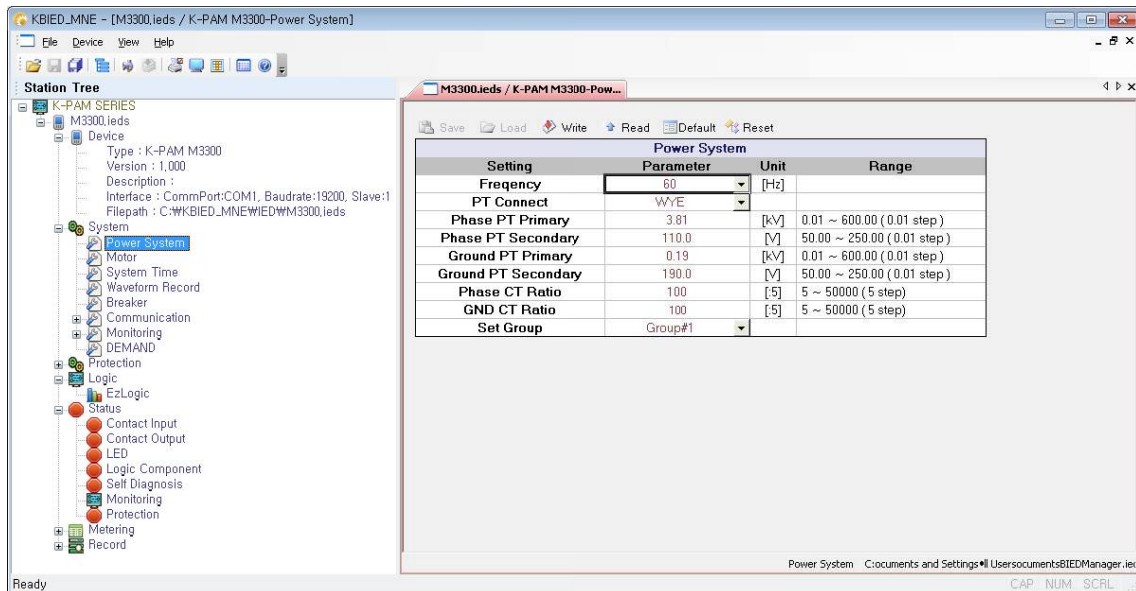 KBIED_MNE - [M3300.ieds / K-PAM M3300-Power System]
File Device View Help
Station Tree
K-PAM SERIES
M3300.ieds
Device
Type : K-PAM M3300
Version : 1,000
Description :
Interface : CommPort:COM1, Baudrate:19200, Slave:1
Filepath : C:₩KBIED_MNE₩IED₩M3300.ieds
System
Power System
Motor
System Time
Waveform Record
Breaker
Communication
Monitoring
DEMAND
Protection
Logic
EzLogic
Status
Contact Input
Contact Output
LED
Logic Component
Self Diagnosis
Monitoring
Protection
Metering
Record
M3300.ieds / K-PAM M3300-Pow...
Save Load Write Read Default Reset
Power System
Setting Parameter Unit Range
Freqency 60 [Hz]
PT Connect WYE
Phase PT Primary 3.81 [kV] 0.01 ~ 600.00 ( 0.01 step )
Phase PT Secondary 110.0 [V] 50.00 ~ 250.00 ( 0.01 step )
Ground PT Primary 0.19 [kV] 0.01 ~ 600.00 ( 0.01 step )
Ground PT Secondary 190.0 [V] 50.00 ~ 250.00 ( 0.01 step )
Phase CT Ratio 100 [:5] 5 ~ 50000 ( 5 step)
GND CT Ratio 100 [:5] 5 ~ 50000 ( 5 step)
Set Group Group#1
Power System C:ocuments and Settings•ll UsersocumentsBIEDManager.ied
Ready CAP NUM SCRL